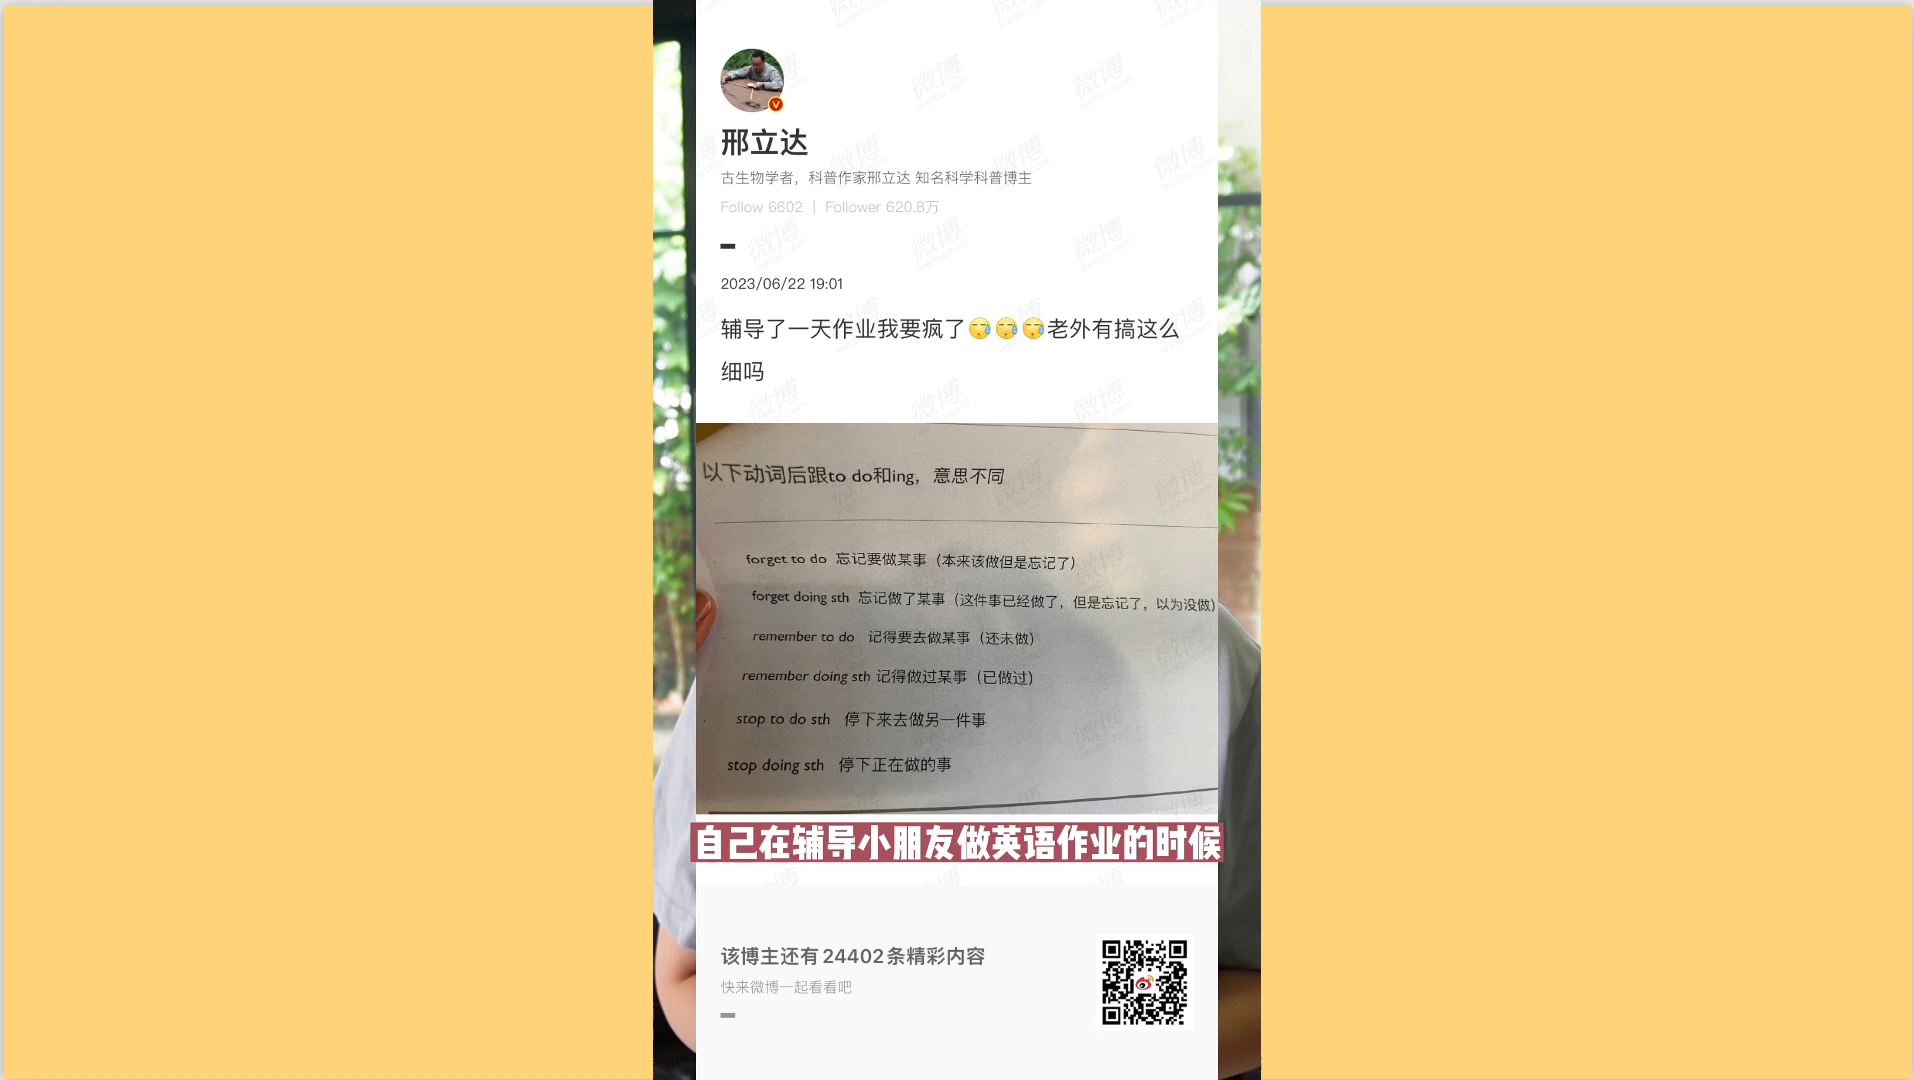 邢立达
古生物学者，科普作家邢立达 知名科学科普博主
Follow 6602 | Follower 620.8万
2023/06/22 19:01
辅导了一天作业我要疯了😪😪😪老外有搞这么
细吗
以下动词后跟to do和ing，意思不同
forget to do 忘记要做某事（本来该做但是忘记了）
forget doing sth 忘记做了某事（这件事已经做了，但是忘记了，以为没做）
remember to do 记得要去做某事（还未做）
remember doing sth 记得做过某事（已做过）
stop to do sth 停下来去做另一件事
stop doing sth 停下正在做的事
自己在辅导小朋友做英语作业的时候
该博主还有24402条精彩内容
快来微博一起看看吧
微博
weibo.com